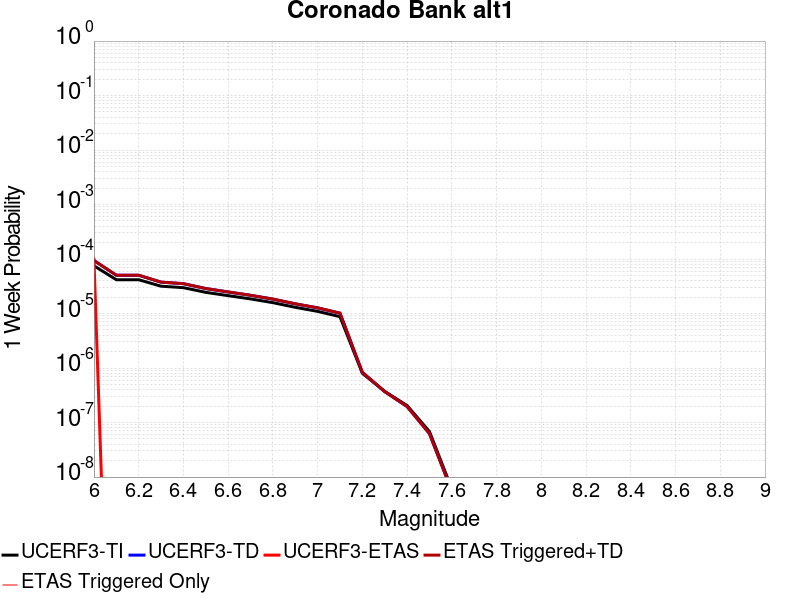 Coronado Bank alt1
10^0
10^-1
10^-2
10^-3
10^-4
10^-5
10^-6
10^-7
10^-8
1 Week Probability
6 6.2 6.4 6.6 6.8 7 7.2 7.4 7.6 7.8 8 8.2 8.4 8.6 8.8 9
Magnitude
UCERF3-TI UCERF3-TD UCERF3-ETAS ETAS Triggered+TD
ETAS Triggered Only